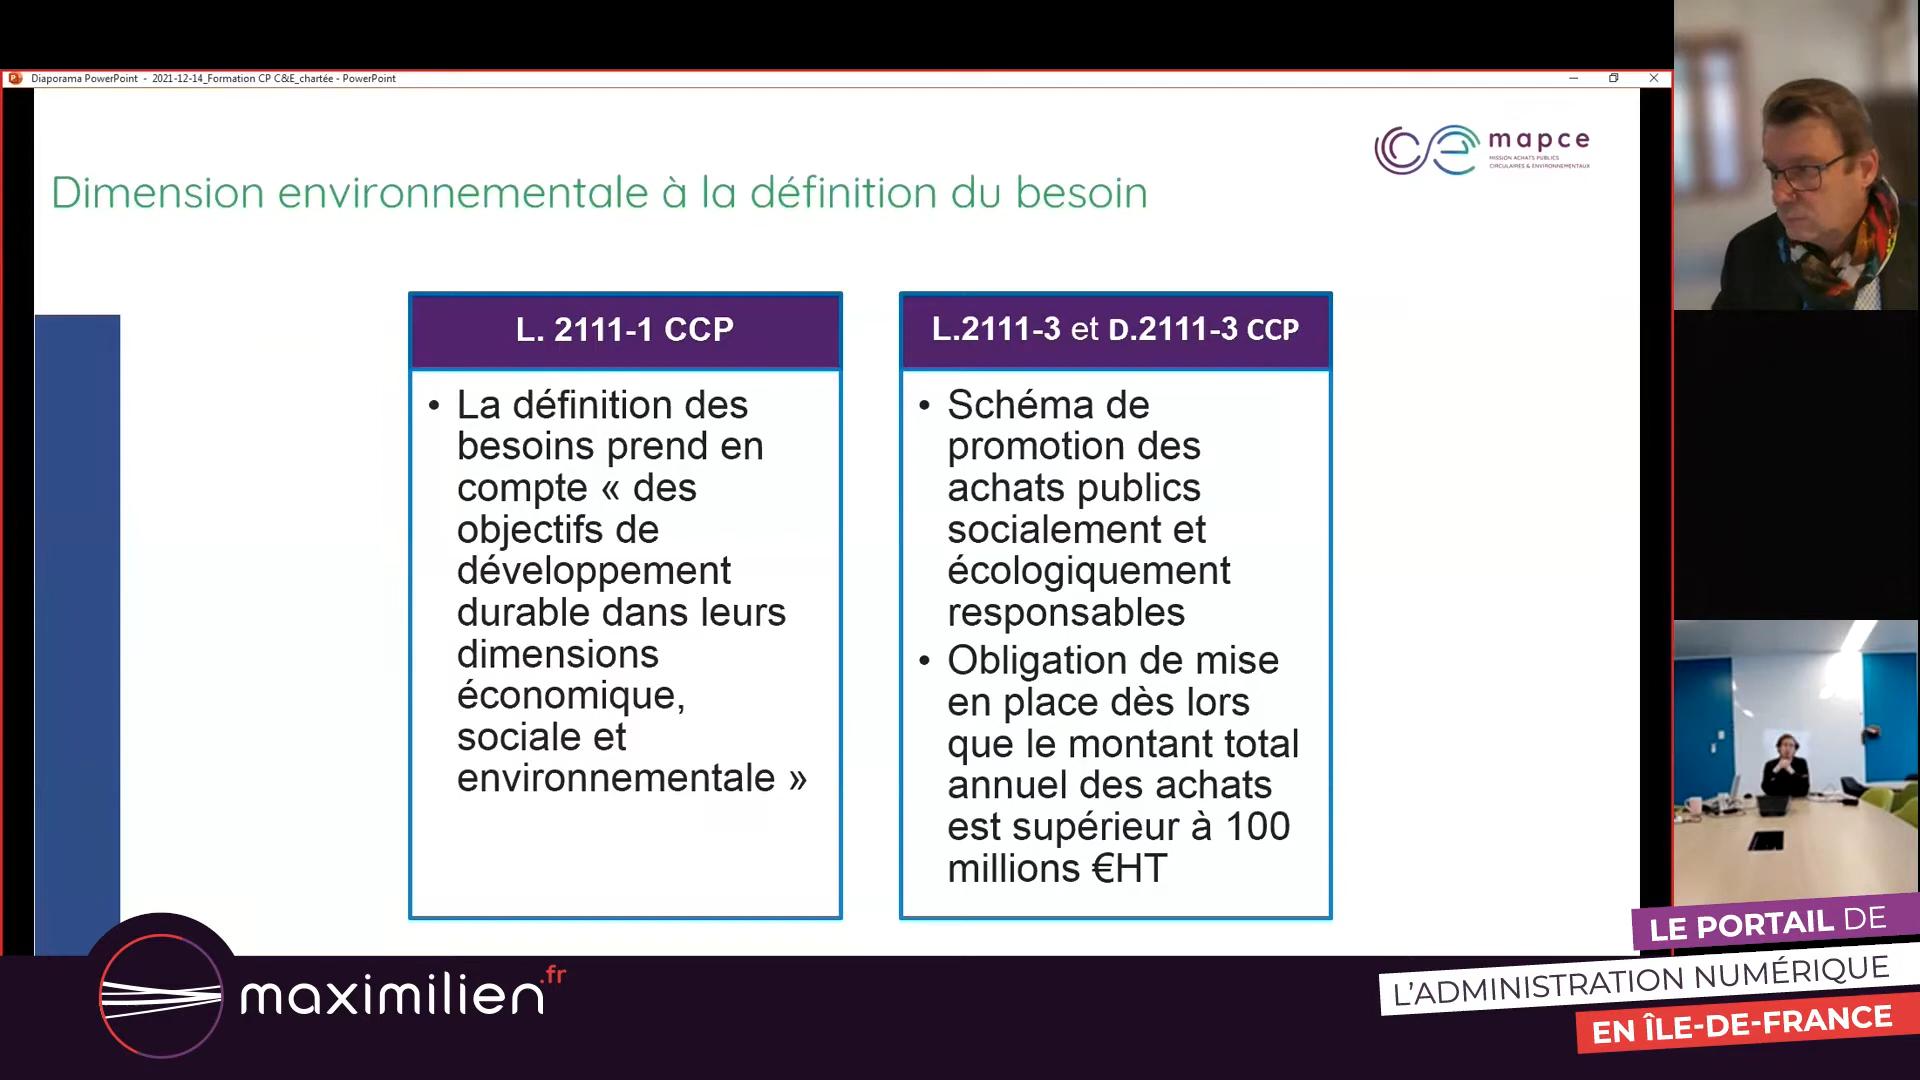 Diaporama PowerPoint - 2021-12-14_Formation CP C&E_chartée - PowerPoint
mapce
MISSION ACHATS PUBLICS
CIRCULAIRES & ENVIRONNEMENTAUX
Dimension environnementale à la définition du besoin
L. 2111-1 CCP
• La définition des
besoins prend en
compte « des
objectifs de
développement
durable dans leurs
dimensions
économique,
sociale et
environnementale »
L.2111-3 et D.2111-3 CCP
• Schéma de
promotion des
achats publics
socialement et
écologiquement
responsables
• Obligation de mise
en place dès lors
que le montant total
annuel des achats
est supérieur à 100
millions €HT
maximilien.fr
LE PORTAIL DE
L'ADMINISTRATION NUMÉRIQUE
EN ÎLE-DE-FRANCE